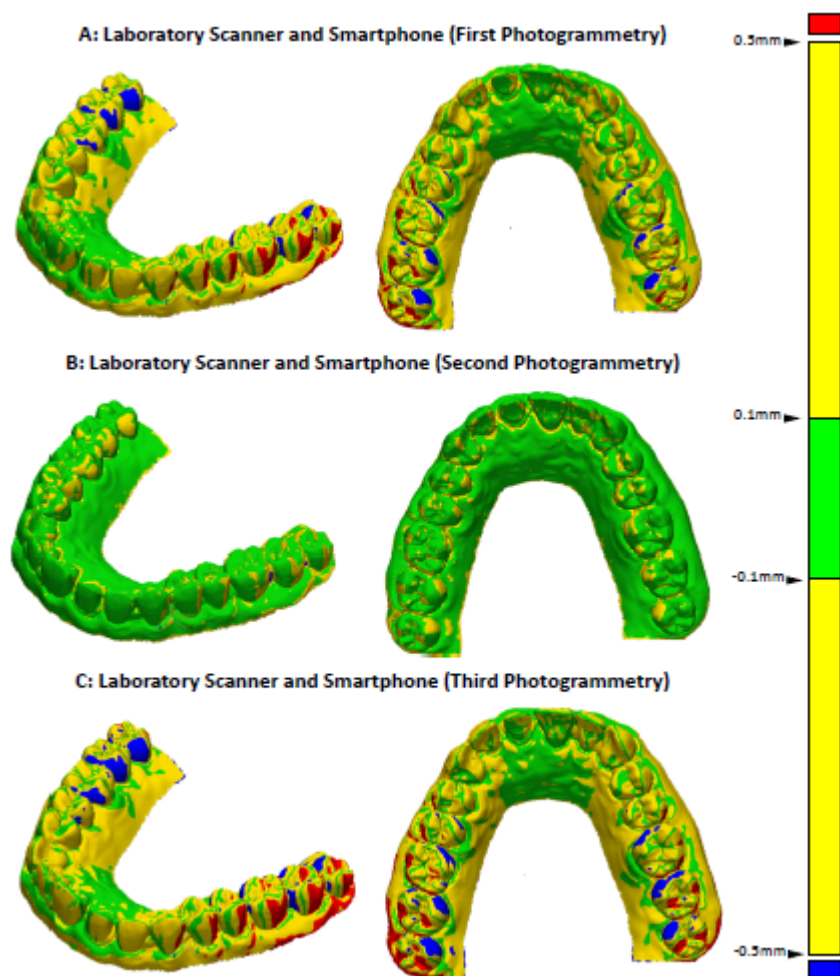 A: Laboratory Scanner and Smartphone (First Photogrammetry)
0.5mm
B: Laboratory Scanner and Smartphone (Second Photogrammetry)
0.1mm
-0.1mm
C: Laboratory Scanner and Smartphone (Third Photogrammetry)
-0.5mm